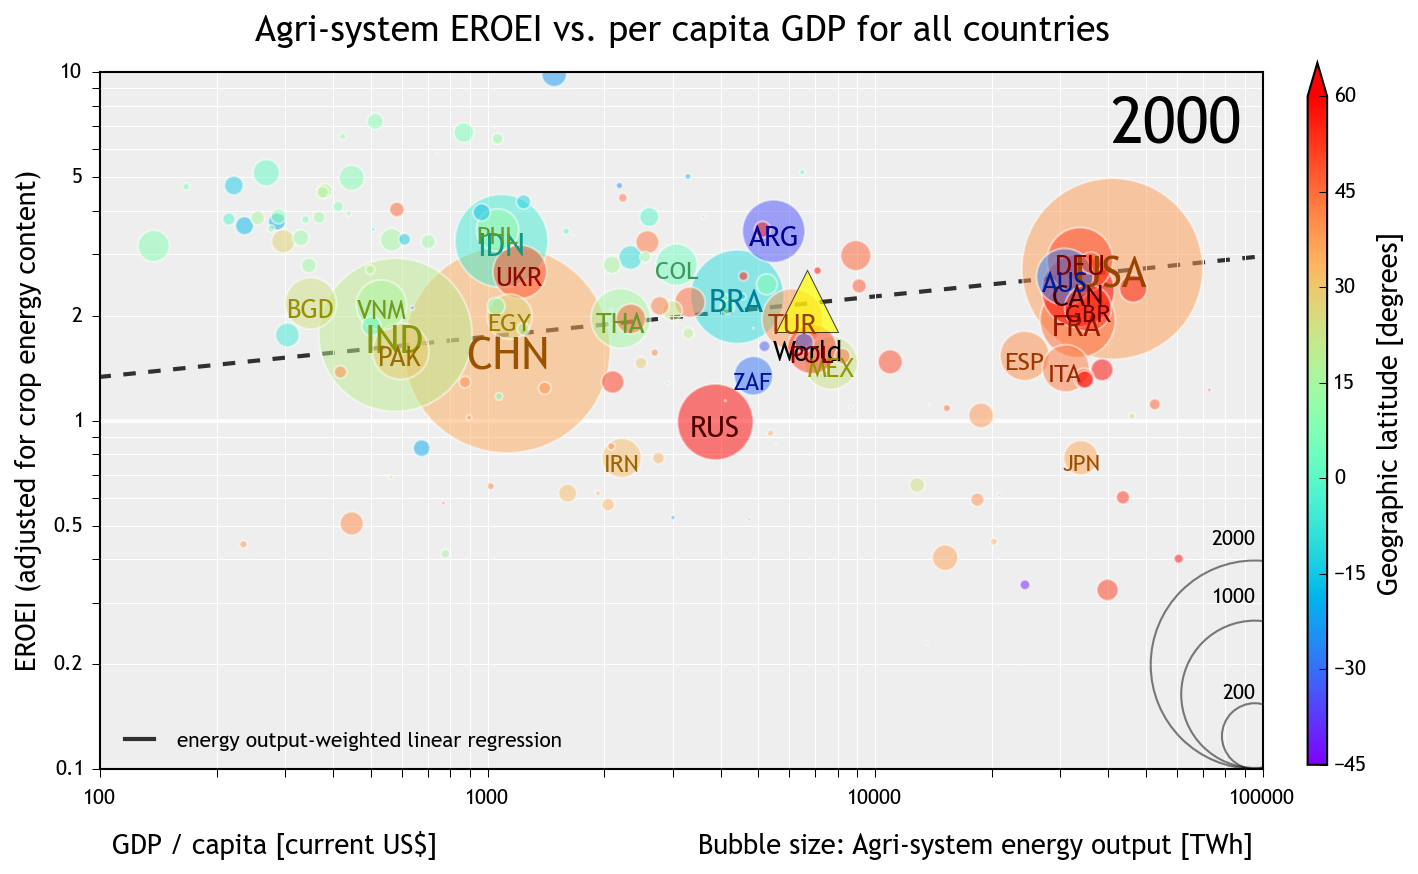 Agri-system EROEI vs. per capita GDP for all countries
2000
EROEI (adjusted for crop energy content)
10
5
2
1
0.5
0.2
0.1
100
1000
10000
100000
GDP / capita [current US$]
Bubble size: Agri-system energy output [TWh]
energy output-weighted linear regression
PHL
IDN
UKR
ARG
COL
BRA
DEU
USA
AUS
CAN
GBR
FRA
BGD
VNM
IND
PAK
EGY
CHN
THA
TUR
World
POL
MEX
ZAF
ESP
ITA
RUS
IRN
JPN
2000
1000
200
60
45
30
15
0
−15
−30
−45
Geographic latitude [degrees]